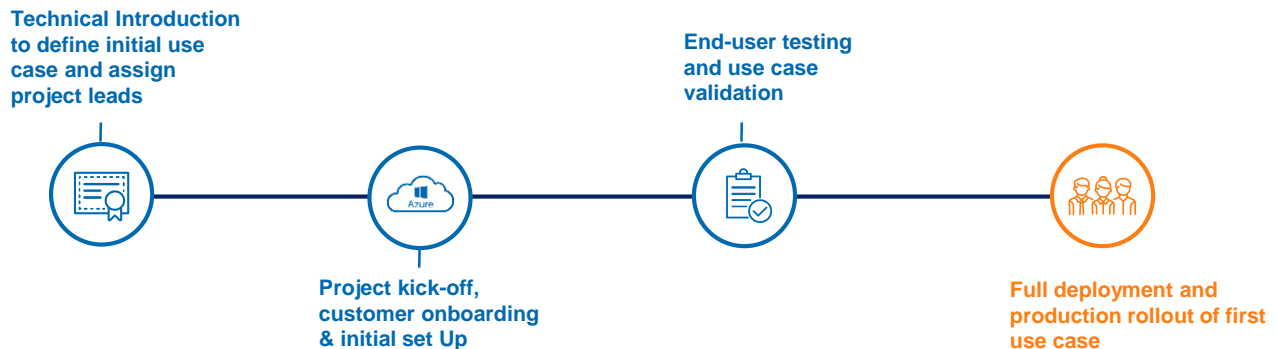 Technical Introduction
to define initial use
case and assign
project leads
Azure
Project kick-off,
customer onboarding
& initial set Up
End-user testing
and use case
validation
Full deployment and
production rollout of first
use case